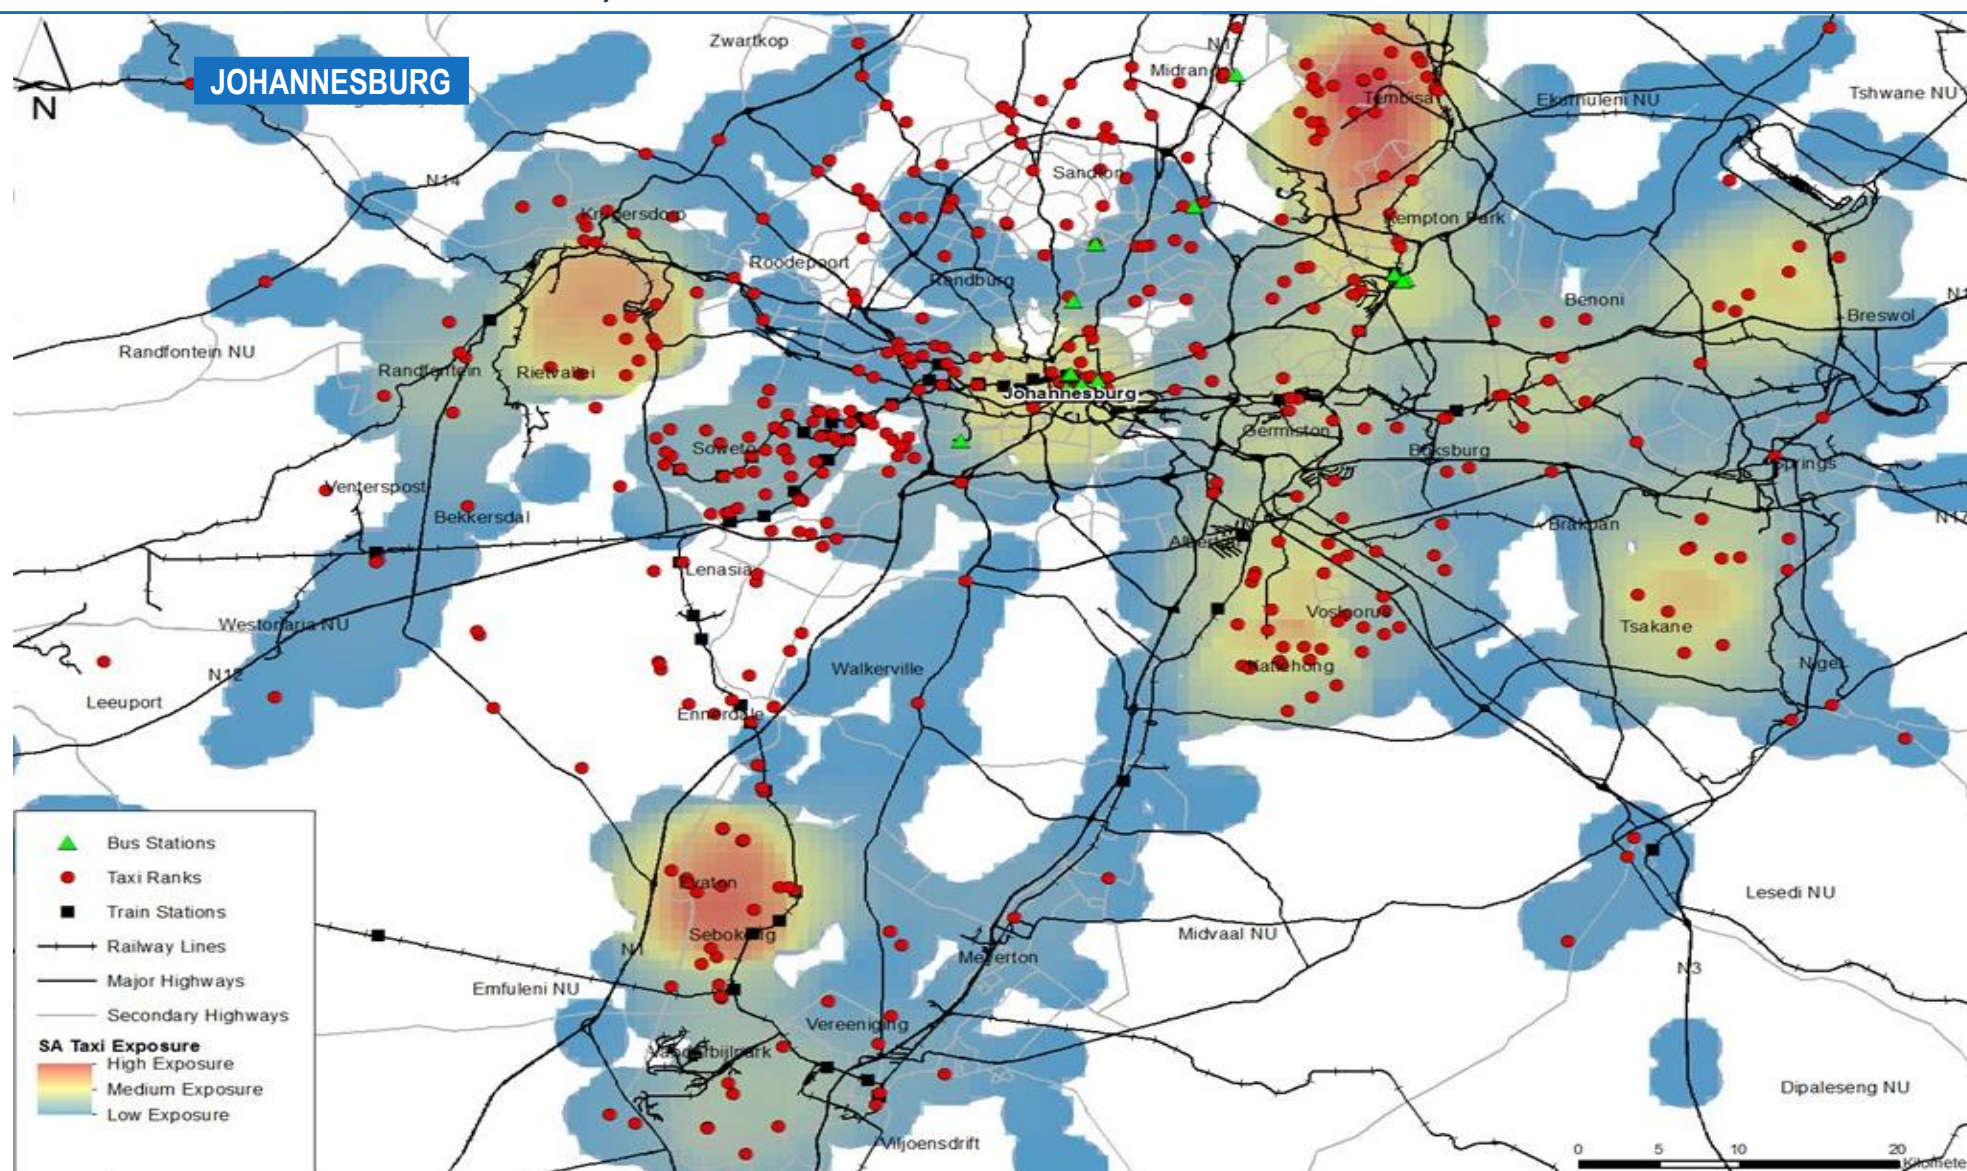 JOHANNESBURG
N
Zwartkop
N1
Midrand
Tembisa
Ekurhuleni NU
Tshwane NU
N14
Sandton
Krugersdorp
Kempton Park
Roodepoort
Randburg
Benoni
N1
Breswol
Randfontein NU
Randfontein
Rietvallei
Johannesburg
Germiston
Soweto
Boksburg
Springs
Venterspost
Bekkersdal
Alberton
Brakpan
N17
Lenasia
Westonaria NU
Vosloorus
Tsakane
Katlehong
Nigel
N12
Walkerville
Leeuport
Ennerdale
Bus Stations
Taxi Ranks
Train Stations
Railway Lines
Major Highways
Secondary Highways
SA Taxi Exposure
High Exposure
Medium Exposure
Low Exposure
Evaton
Sebokeng
N1
Emfuleni NU
Meyerton
Midvaal NU
Lesedi NU
N3
Vereeniging
Vanderbijlpark
Viljoensdrift
Dipaleseng NU
0 5 10 20
Kilomete